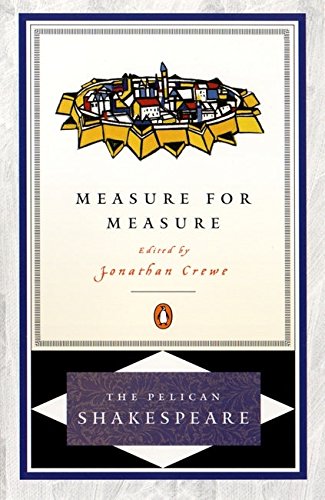 MEASURE FOR
MEASURE
Edited by
Jonathan Crewe
THE PELICAN
SHAKESPEARE